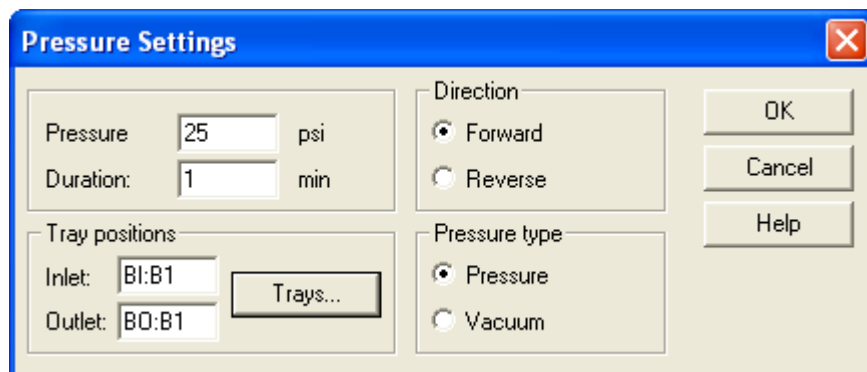 Pressure Settings
Pressure 25 psi
Duration: 1 min
Direction
Forward
Reverse
OK
Cancel
Help
Tray positions
Inlet: BI:B1
Outlet: BO:B1
Trays...
Pressure type
Pressure
Vacuum